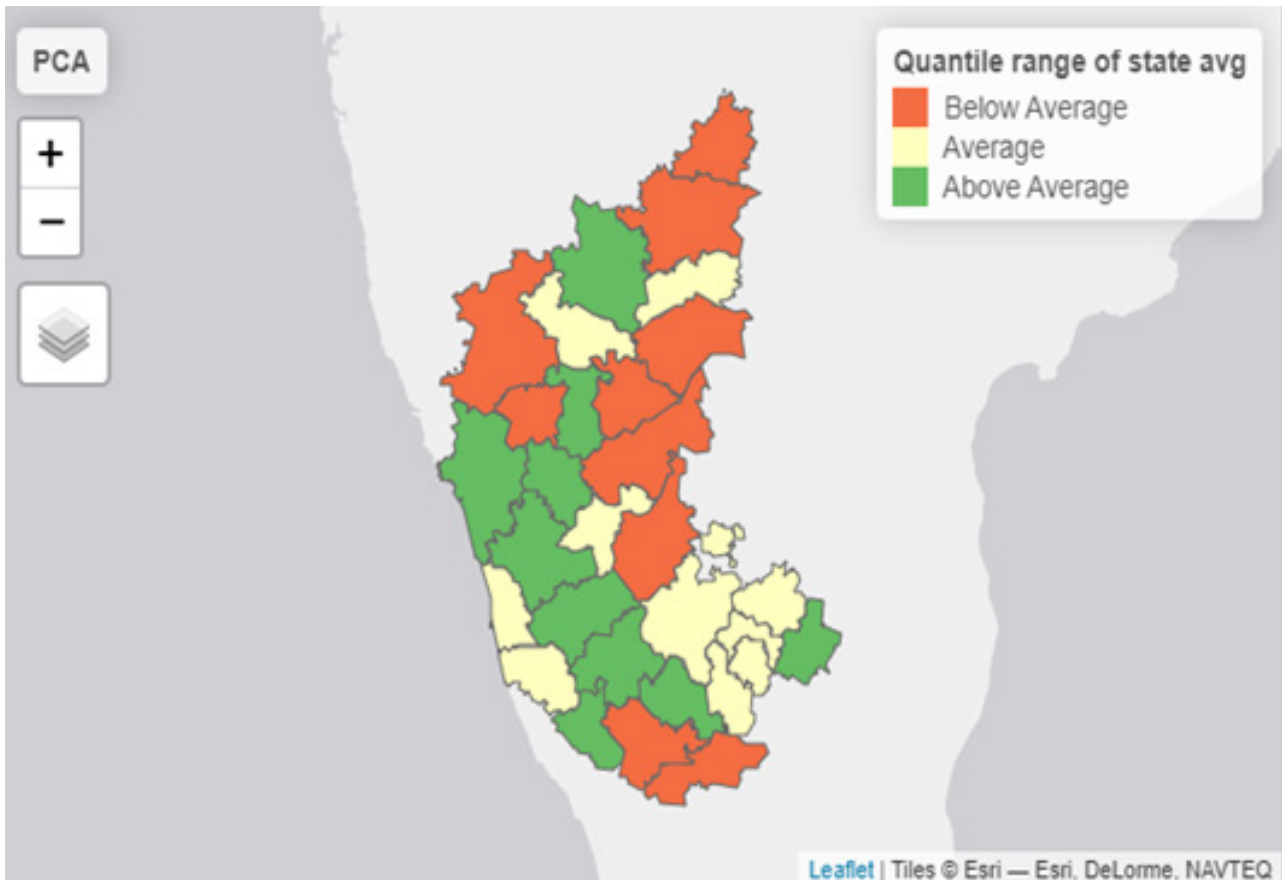 PCA
+
−
Quantile range of state avg
Below Average
Average
Above Average
Leaflet | Tiles © Esri — Esri, DeLorme, NAVTEQ